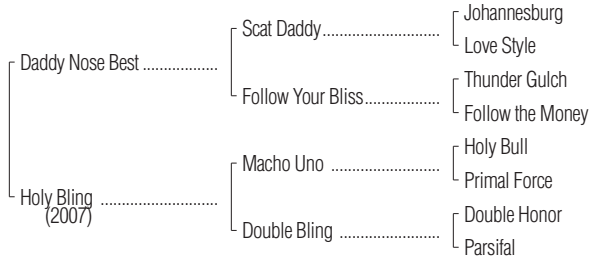 Johannesburg
Scat Daddy
Love Style
Daddy Nose Best
Thunder Gulch
Follow Your Bliss
Follow the Money
Holy Bull
Macho Uno
Primal Force
Holy Bling
(2007)
Double Honor
Double Bling
Parsifal